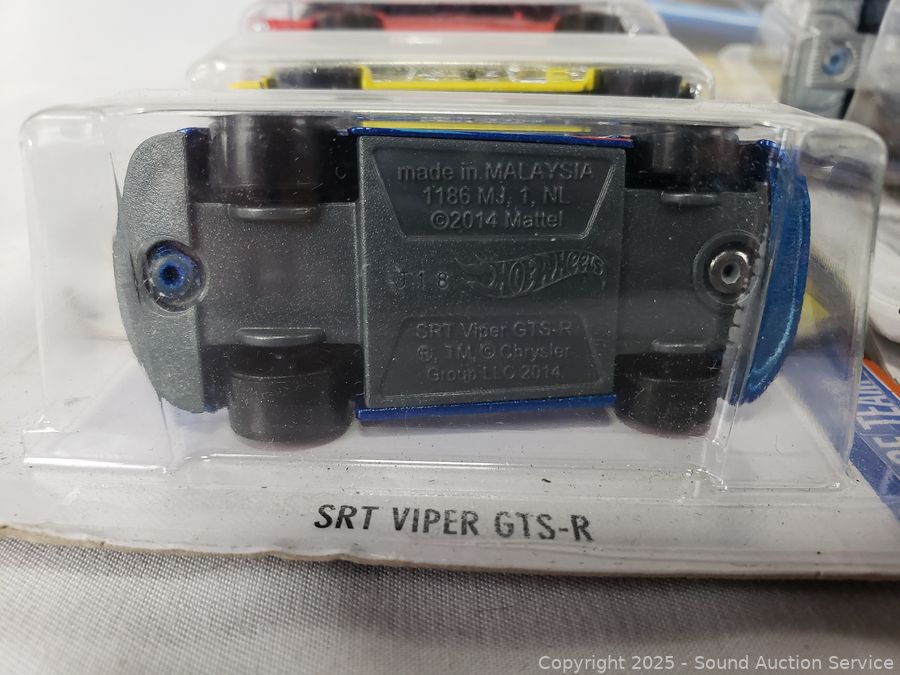 made in MALAYSIA
1186 MJ, 1, NL
©2014 Mattel
J18
HOT WHEELS
SRT Viper GTS-R
®, TM, © Chrysler
Group LLC 2014
SRT VIPER GTS-R
Copyright 2025 - Sound Auction Service